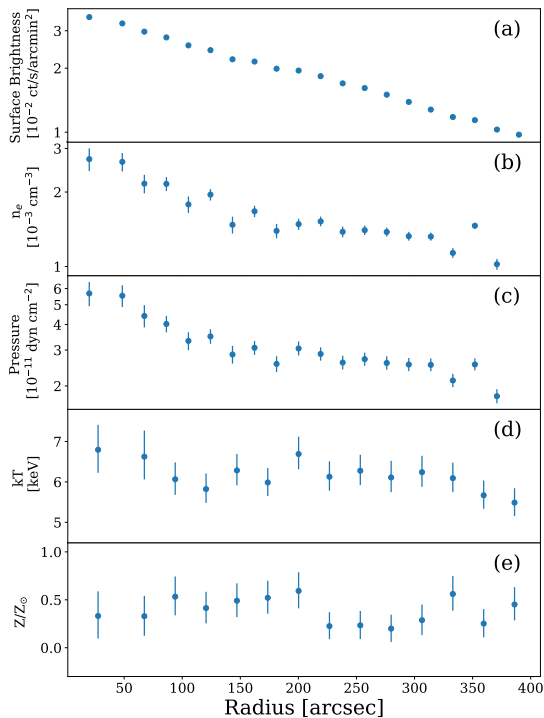 Surface Brightness
[10⁻² ct/s/arcmin²]
3
2
1
(a)
nₑ
[10⁻³ cm⁻³]
3
2
1
(b)
Pressure
[10⁻¹¹ dyn cm⁻²]
6
5
4
3
2
(c)
kT
[keV]
7
6
5
(d)
Z/Z☉
1.0
0.5
0.0
(e)
50 100 150 200 250 300 350 400
Radius [arcsec]